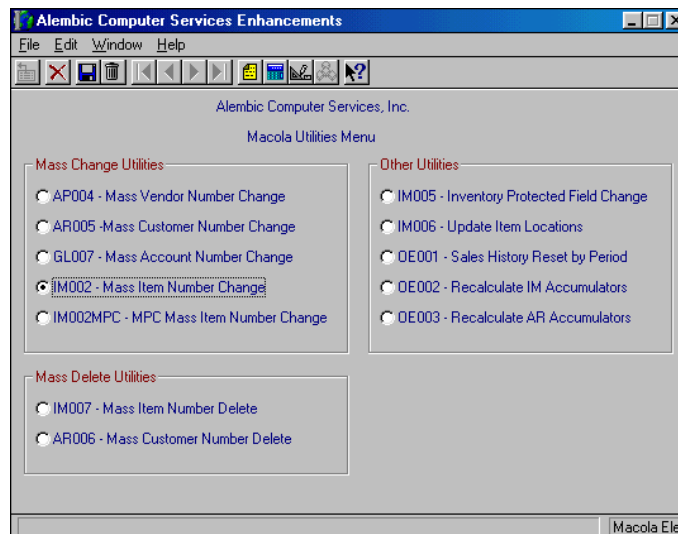 Alembic Computer Services Enhancements
File Edit Window Help
Alembic Computer Services, Inc.
Macola Utilities Menu
Mass Change Utilities
AP004 - Mass Vendor Number Change
AR005 -Mass Customer Number Change
GL007 - Mass Account Number Change
IM002 - Mass Item Number Change
IM002MPC - MPC Mass Item Number Change
Other Utilities
IM005 - Inventory Protected Field Change
IM006 - Update Item Locations
OE001 - Sales History Reset by Period
OE002 - Recalculate IM Accumulators
OE003 - Recalculate AR Accumulators
Mass Delete Utilities
IM007 - Mass Item Number Delete
AR006 - Mass Customer Number Delete
Macola Ele